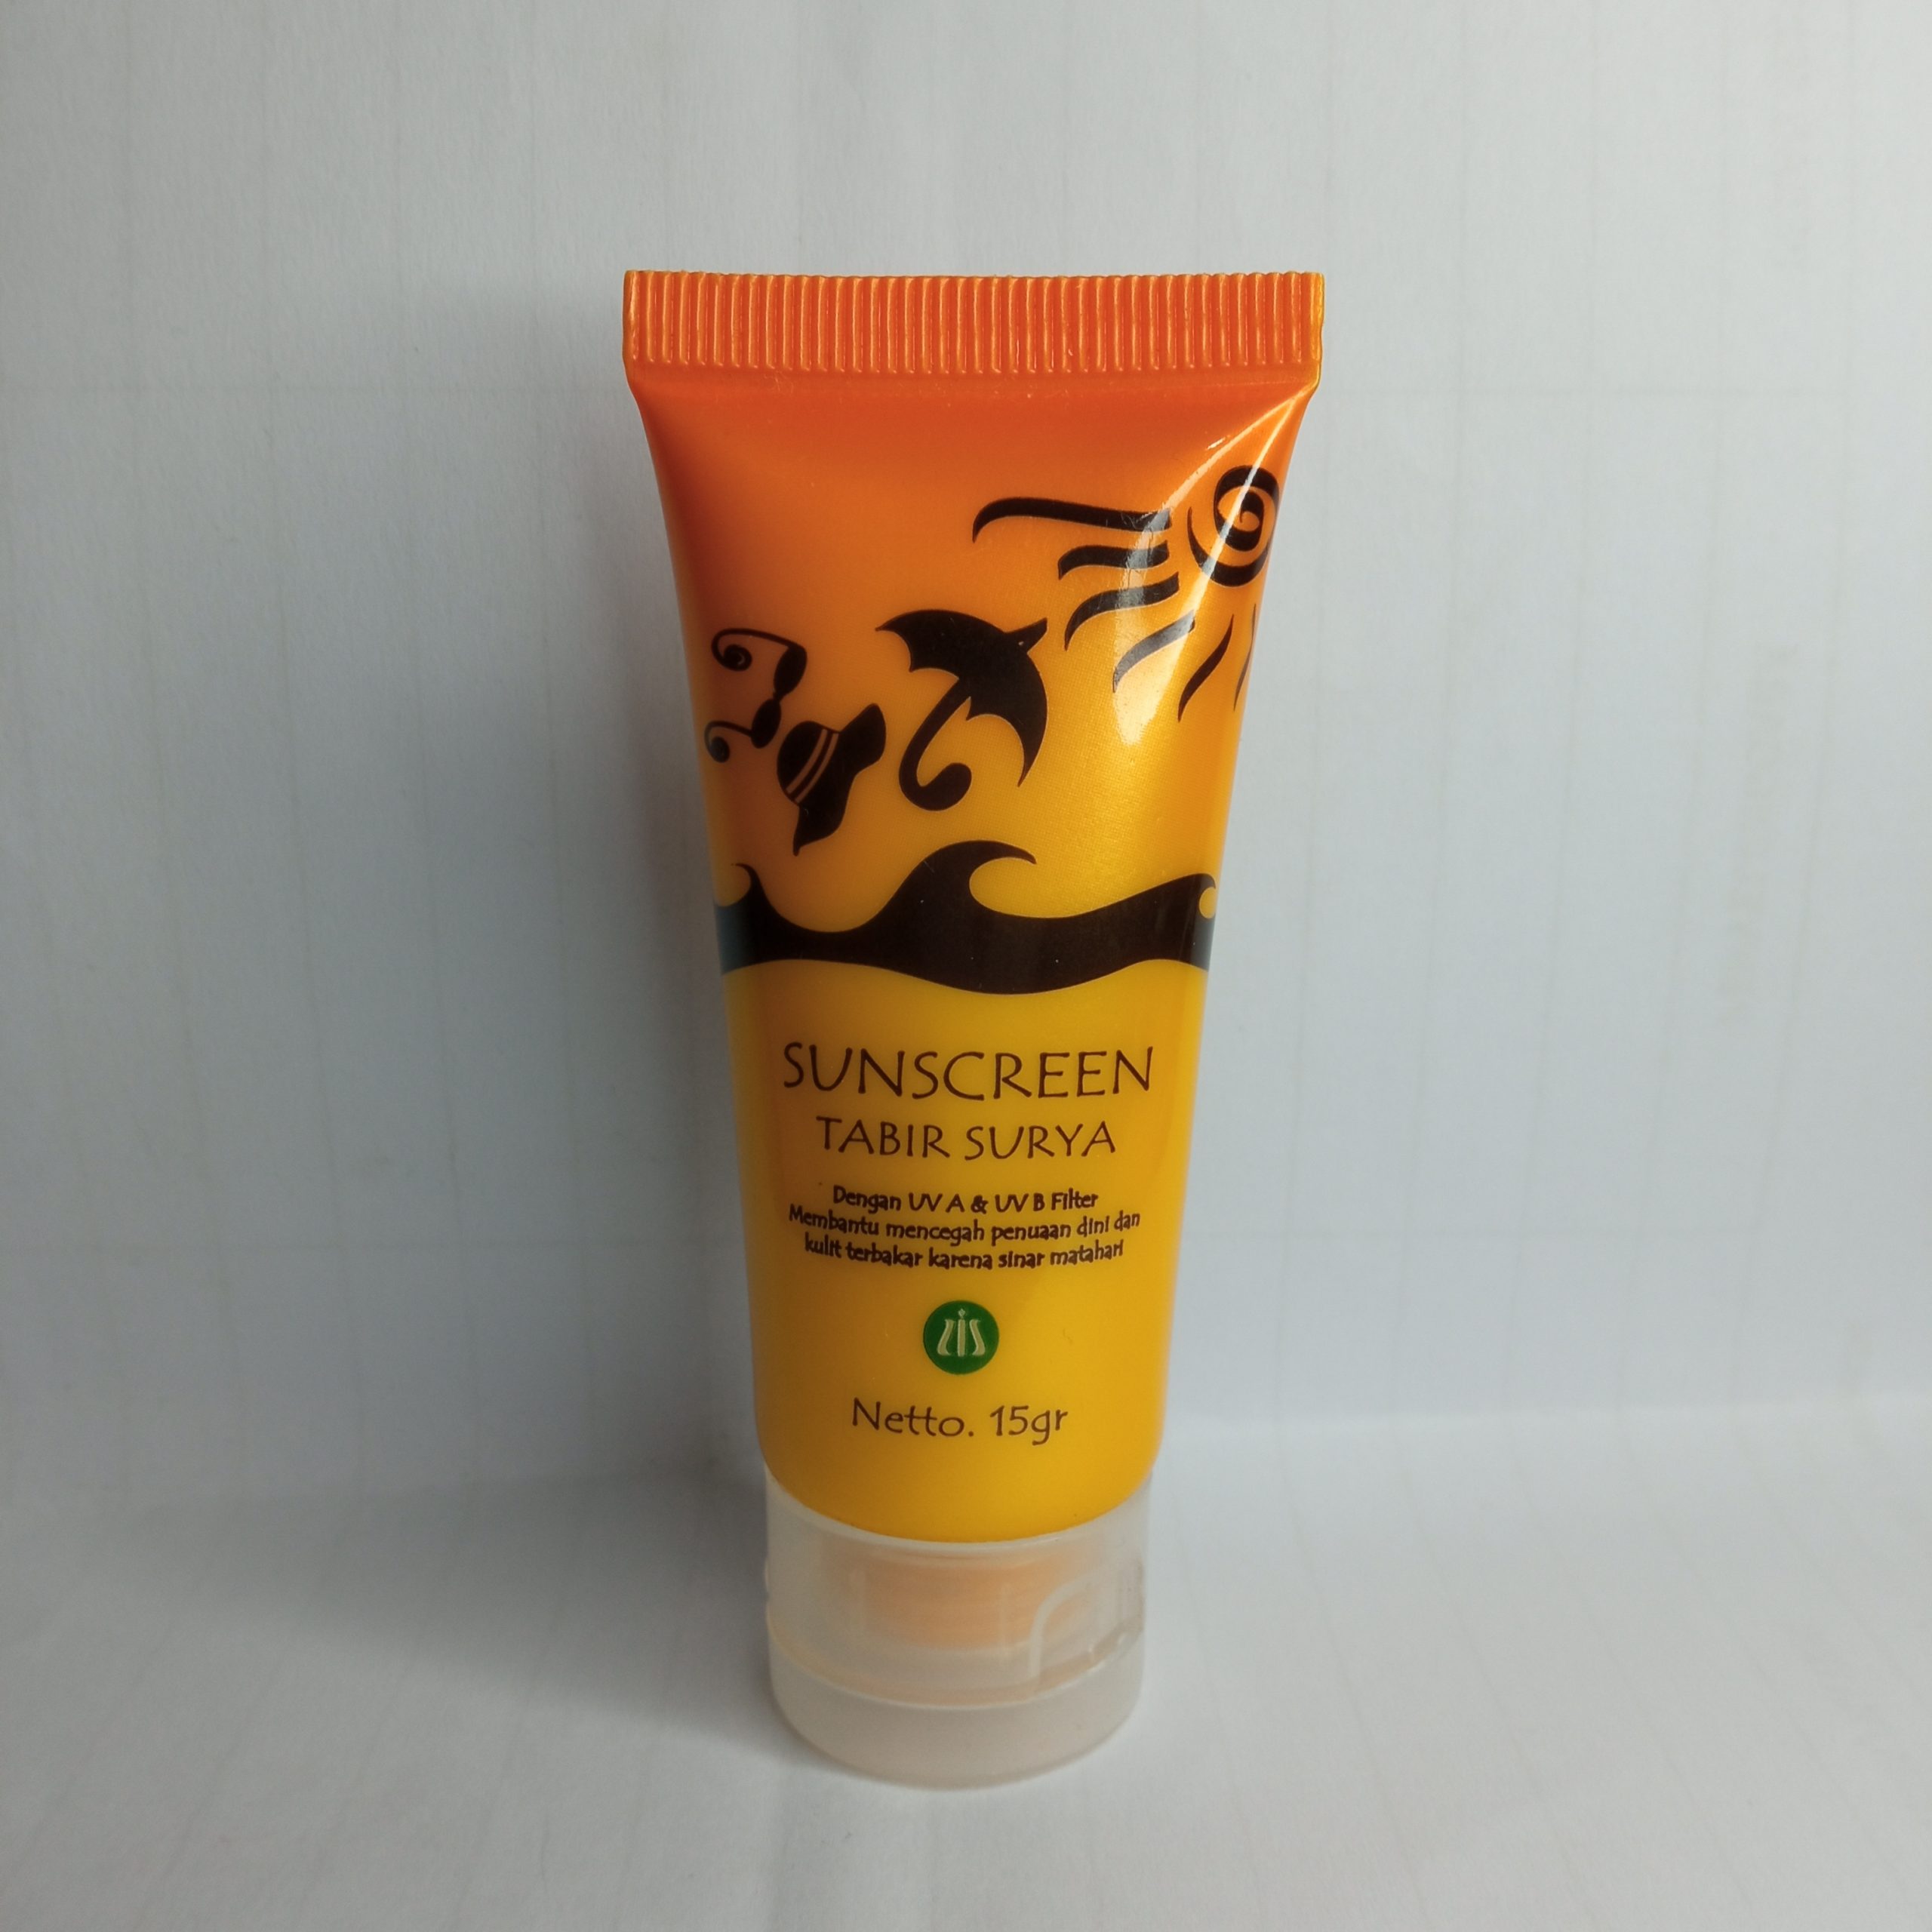 SUNSCREEN
TABIR SURYA
Dengan UV A & UV B Filter
Membantu mencegah penuaan dini dan
kulit terbakar karena sinar matahari
Netto. 15gr